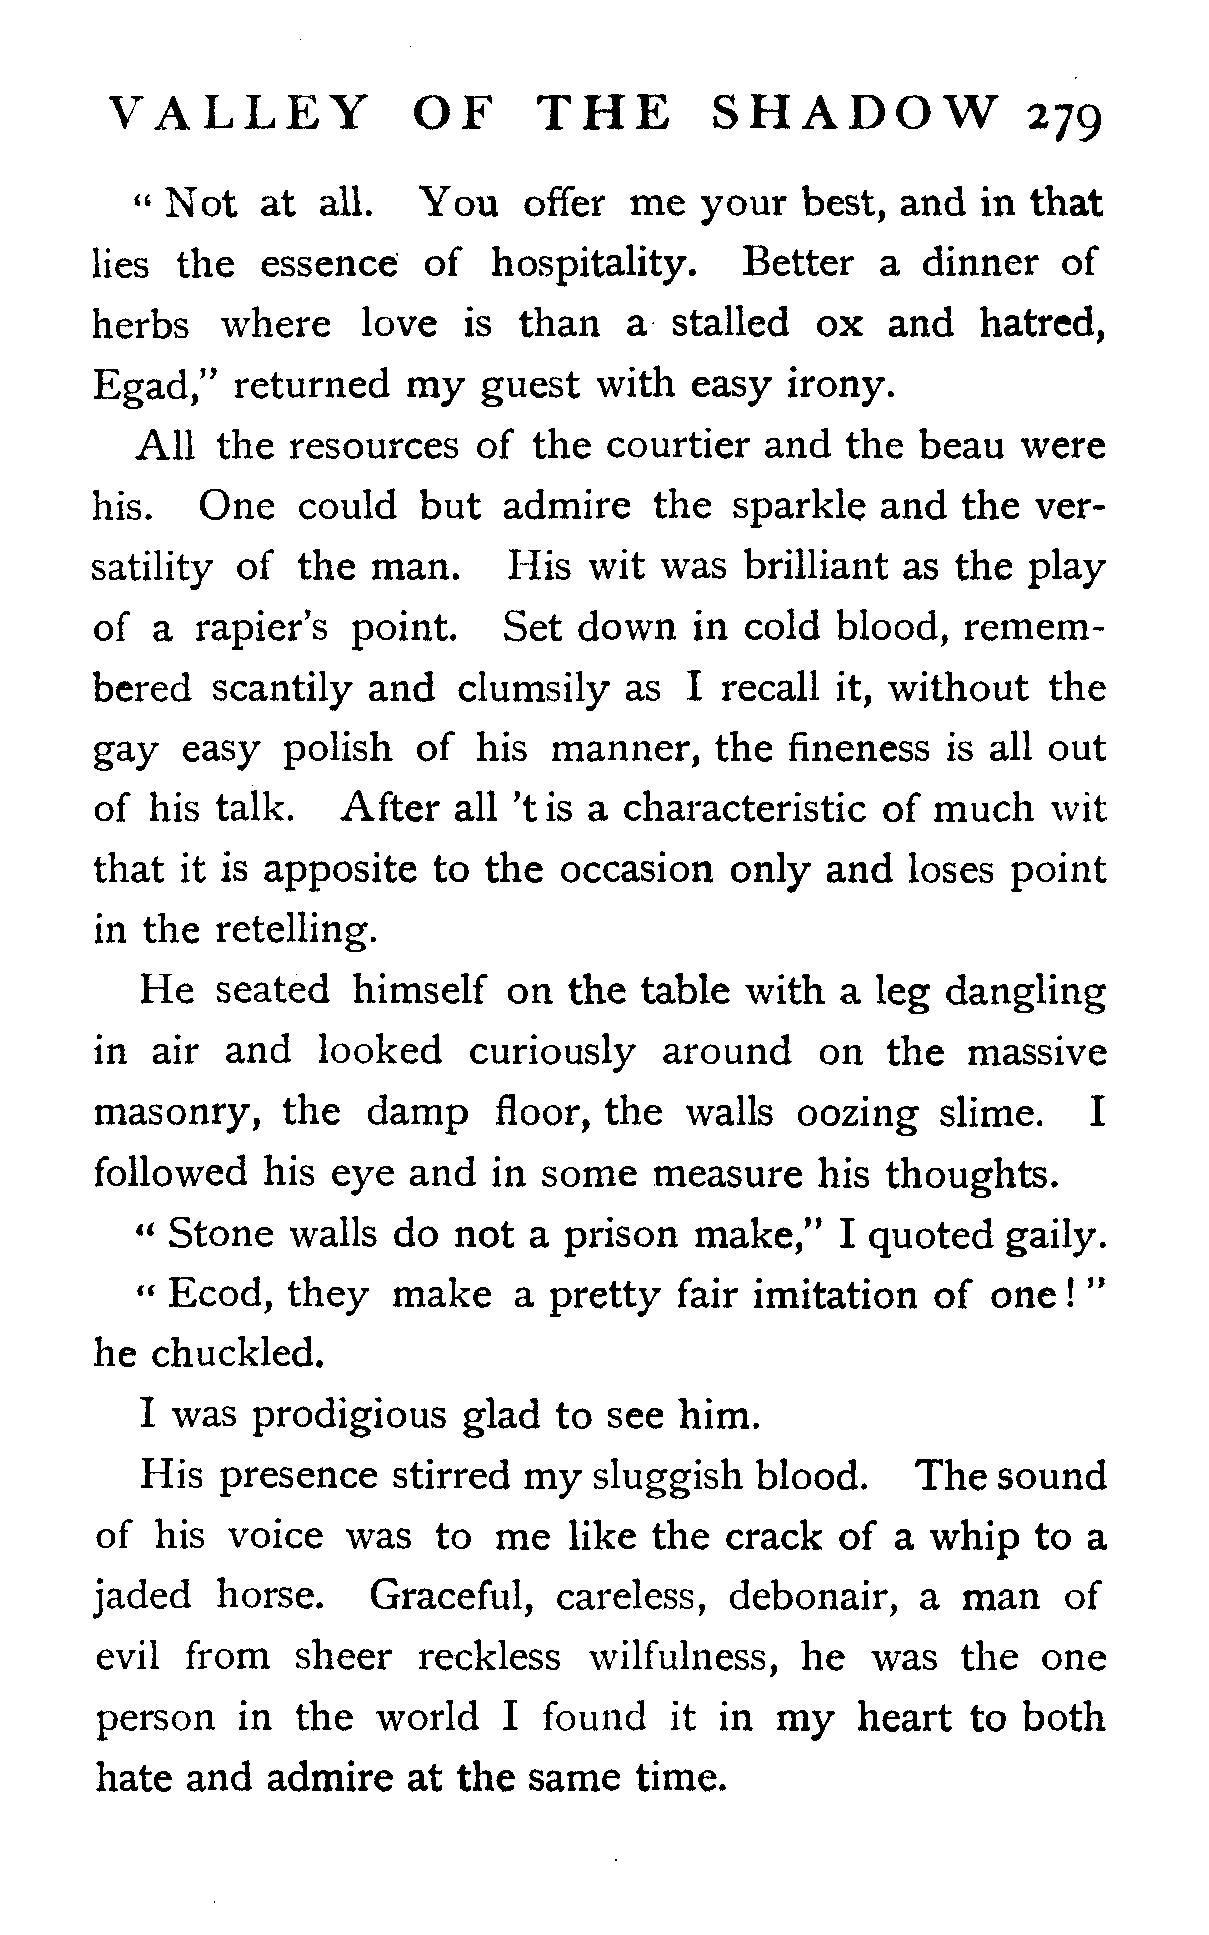 VALLEY OF THE SHADOW 279
“ Not at all. You offer me your best, and in that
lies the essence of hospitality. Better a dinner of
herbs where love is than a stalled ox and hatred,
Egad,” returned my guest with easy irony.
All the resources of the courtier and the beau were
his. One could but admire the sparkle and the ver-
satility of the man. His wit was brilliant as the play
of a rapier’s point. Set down in cold blood, remem-
bered scantily and clumsily as I recall it, without the
gay easy polish of his manner, the fineness is all out
of his talk. After all ’t is a characteristic of much wit
that it is apposite to the occasion only and loses point
in the retelling.
He seated himself on the table with a leg dangling
in air and looked curiously around on the massive
masonry, the damp floor, the walls oozing slime. I
followed his eye and in some measure his thoughts.
“ Stone walls do not a prison make,” I quoted gaily.
“ Ecod, they make a pretty fair imitation of one! ”
he chuckled.
I was prodigious glad to see him.
His presence stirred my sluggish blood. The sound
of his voice was to me like the crack of a whip to a
jaded horse. Graceful, careless, debonair, a man of
evil from sheer reckless wilfulness, he was the one
person in the world I found it in my heart to both
hate and admire at the same time.